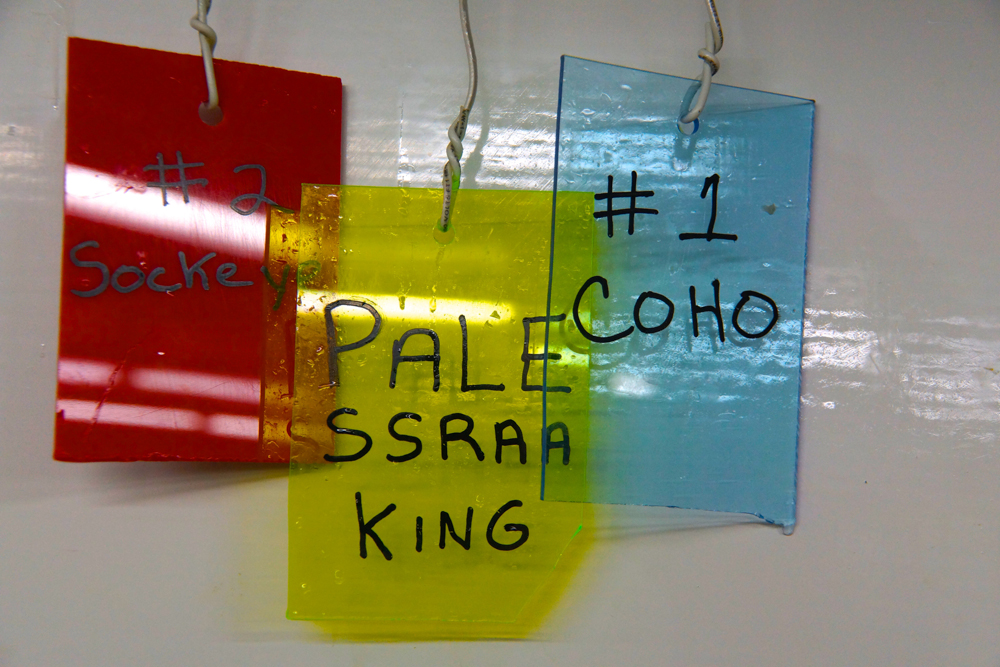 # 2
Sockeye
PALE
SSRAA
KING
# 1
COHO